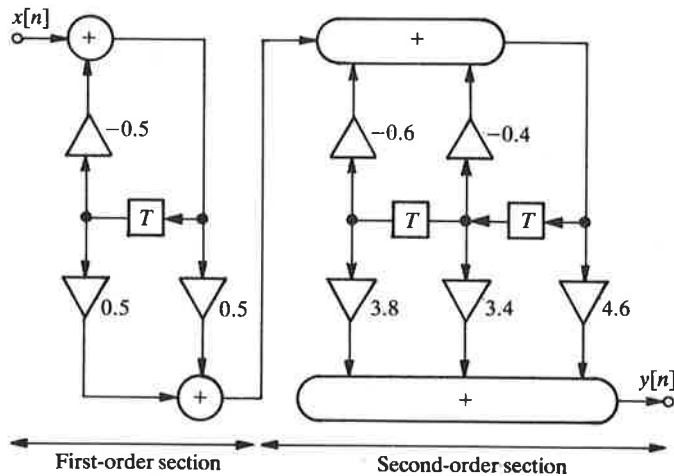 x[n]
+
+
−0.5
−0.6
−0.4
T
T
T
0.5
0.5
3.8
3.4
4.6
+
+
y[n]
First-order section
Second-order section